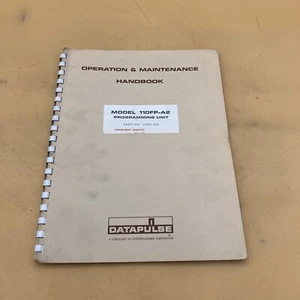 OPERATION & MAINTENANCE
HANDBOOK
MODEL 110FP-A2
PROGRAMMING UNIT
DATAPULSE